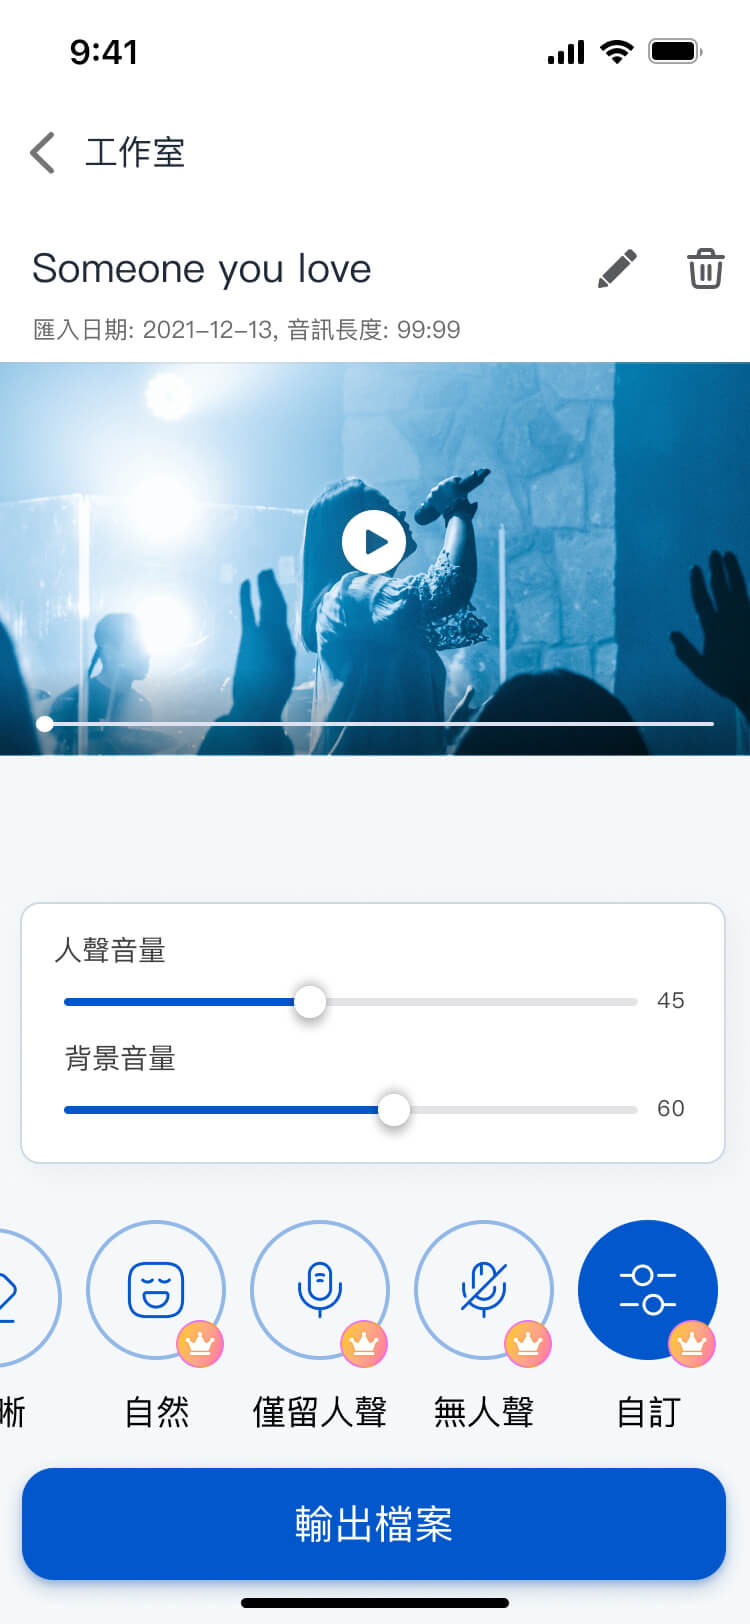 9:41
工作室
Someone you love
匯入日期: 2021-12-13, 音訊長度: 99:99
人聲音量
45
背景音量
60
晰
自然
僅留人聲
無人聲
自訂
輸出檔案